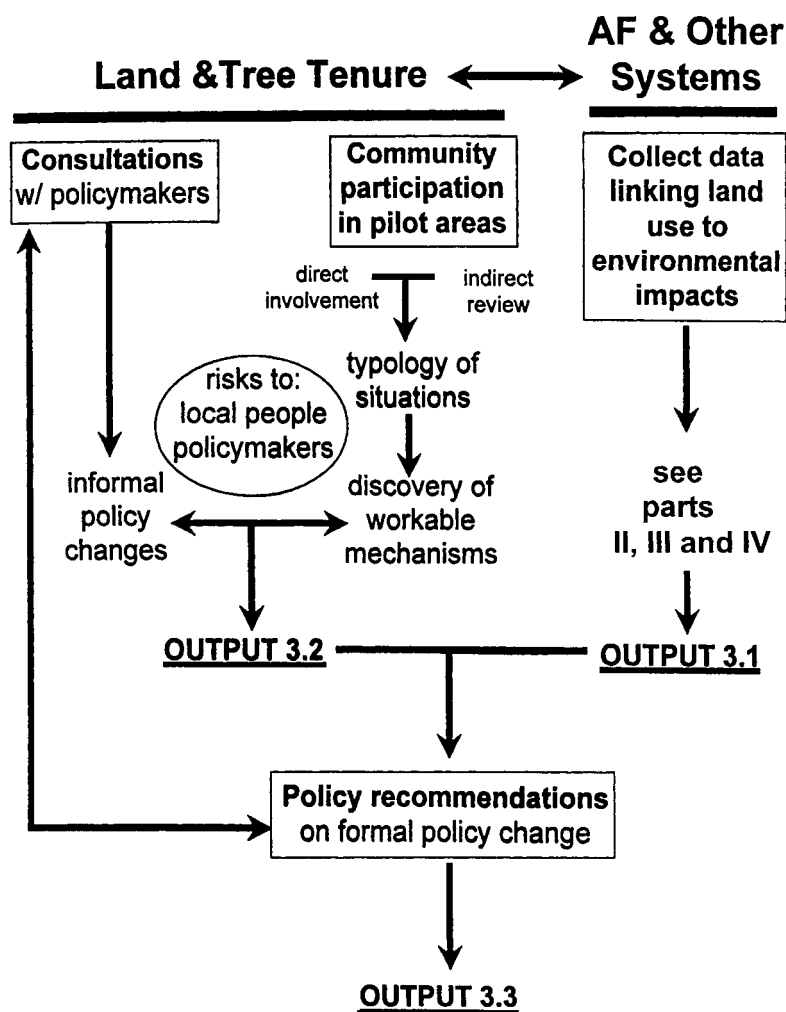 Land &Tree Tenure
AF & Other
Systems
Consultations
w/ policymakers
Community
participation
in pilot areas
Collect data
linking land
use to
environmental
impacts
direct
involvement
indirect
review
typology of
situations
risks to:
local people
policymakers
informal
policy
changes
discovery of
workable
mechanisms
see
parts
II, III and IV
OUTPUT 3.2
OUTPUT 3.1
Policy recommendations
on formal policy change
OUTPUT 3.3